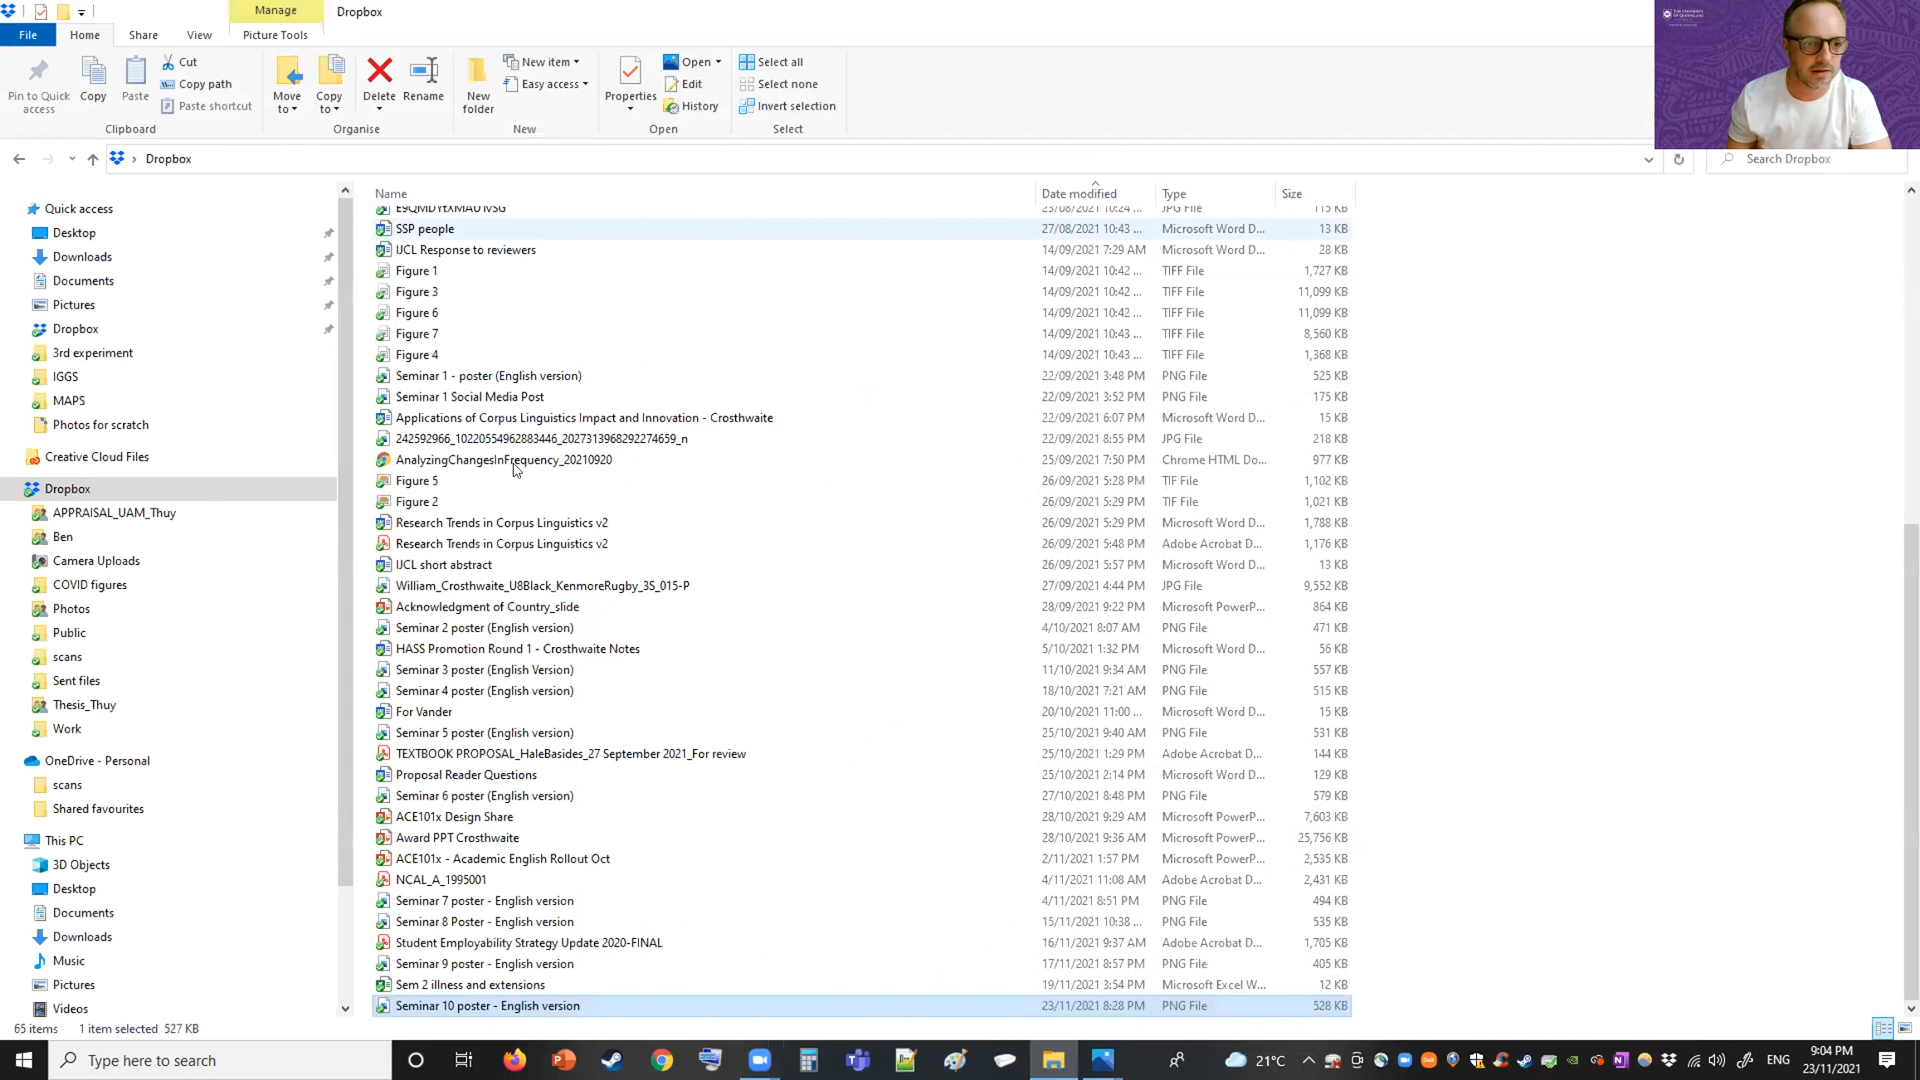 Manage
Dropbox
File
Home
Share
View
Picture Tools
Pin to Quick access
Copy
Paste
Cut
Copy path
Paste shortcut
Clipboard
Move to
Copy to
Delete
Rename
Organise
New folder
New item
Easy access
New
Properties
Open
Edit
History
Open
Select all
Select none
Invert selection
Select
THE UNIVERSITY OF QUEENSLAND
Dropbox
Search Dropbox
Quick access
Desktop
Downloads
Documents
Pictures
Dropbox
3rd experiment
IGGS
MAPS
Photos for scratch
Creative Cloud Files
Dropbox
APPRAISAL_UAM_Thuy
Ben
Camera Uploads
COVID figures
Photos
Public
scans
Sent files
Thesis_Thuy
Work
OneDrive - Personal
scans
Shared favourites
This PC
3D Objects
Desktop
Documents
Downloads
Music
Pictures
Videos
Name Date modified Type Size
23/08/2021 10:24 ... JPG File 115 KB
SSP people 27/08/2021 10:43 ... Microsoft Word D... 13 KB
IJCL Response to reviewers 14/09/2021 7:29 AM Microsoft Word D... 28 KB
Figure 1 14/09/2021 10:42 ... TIFF File 1,727 KB
Figure 3 14/09/2021 10:42 ... TIFF File 11,099 KB
Figure 6 14/09/2021 10:42 ... TIFF File 11,099 KB
Figure 7 14/09/2021 10:43 ... TIFF File 8,560 KB
Figure 4 14/09/2021 10:43 ... TIFF File 1,368 KB
Seminar 1 - poster (English version) 22/09/2021 3:48 PM PNG File 525 KB
Seminar 1 Social Media Post 22/09/2021 3:52 PM PNG File 175 KB
Applications of Corpus Linguistics Impact and Innovation - Crosthwaite 22/09/2021 6:07 PM Microsoft Word D... 15 KB
242592966_10220554962883446_2027313968292274659_n 22/09/2021 8:55 PM JPG File 218 KB
AnalyzingChangesInFrequency_20210920 25/09/2021 7:50 PM Chrome HTML Do... 977 KB
Figure 5 26/09/2021 5:28 PM TIF File 1,102 KB
Figure 2 26/09/2021 5:29 PM TIF File 1,021 KB
Research Trends in Corpus Linguistics v2 26/09/2021 5:29 PM Microsoft Word D... 1,788 KB
Research Trends in Corpus Linguistics v2 26/09/2021 5:48 PM Adobe Acrobat D... 1,176 KB
IJCL short abstract 26/09/2021 5:57 PM Microsoft Word D... 13 KB
William_Crosthwaite_U8Black_KenmoreRugby_3S_015-P 27/09/2021 4:44 PM JPG File 9,552 KB
Acknowledgment of Country_slide 28/09/2021 9:22 PM Microsoft PowerP... 864 KB
Seminar 2 poster (English version) 4/10/2021 8:07 AM PNG File 471 KB
HASS Promotion Round 1 - Crosthwaite Notes 5/10/2021 1:32 PM Microsoft Word D... 56 KB
Seminar 3 poster (English Version) 11/10/2021 9:34 AM PNG File 557 KB
Seminar 4 poster (English version) 18/10/2021 7:21 AM PNG File 515 KB
For Vander 20/10/2021 11:00 ... Microsoft Word D... 15 KB
Seminar 5 poster (English version) 25/10/2021 9:40 AM PNG File 531 KB
TEXTBOOK PROPOSAL_HaleBasides_27 September 2021_For review 25/10/2021 1:29 PM Adobe Acrobat D... 144 KB
Proposal Reader Questions 25/10/2021 2:14 PM Microsoft Word D... 129 KB
Seminar 6 poster (English version) 27/10/2021 8:48 PM PNG File 579 KB
ACE101x Design Share 28/10/2021 9:29 AM Microsoft PowerP... 7,603 KB
Award PPT Crosthwaite 28/10/2021 9:36 AM Microsoft PowerP... 25,756 KB
ACE101x - Academic English Rollout Oct 2/11/2021 1:57 PM Microsoft PowerP... 2,535 KB
NCAL_A_1995001 4/11/2021 11:08 AM Adobe Acrobat D... 2,431 KB
Seminar 7 poster - English version 4/11/2021 8:51 PM PNG File 494 KB
Seminar 8 Poster - English version 15/11/2021 10:38 ... PNG File 535 KB
Student Employability Strategy Update 2020-FINAL 16/11/2021 9:37 AM Adobe Acrobat D... 1,705 KB
Seminar 9 poster - English version 17/11/2021 8:57 PM PNG File 405 KB
Sem 2 illness and extensions 19/11/2021 3:54 PM Microsoft Excel W... 12 KB
Seminar 10 poster - English version 23/11/2021 8:28 PM PNG File 528 KB
65 items 1 item selected 527 KB
Type here to search
21°C
ENG
9:04 PM
23/11/2021